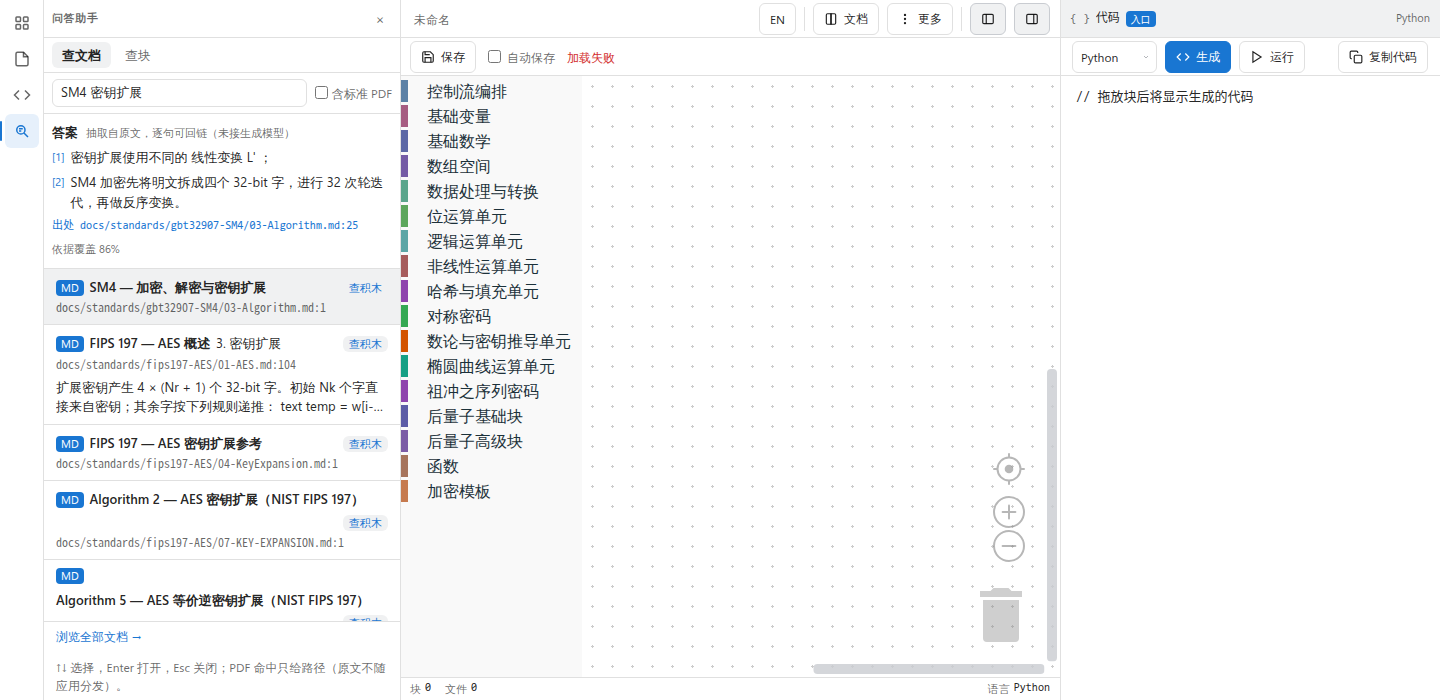 问答助手 ×
查文档 查块
SM4 密钥扩展 含标准 PDF
答案 抽取自原文，逐句可回链（未接生成模型）
[1] 密钥扩展使用不同的 线性变换 L' ；
[2] SM4 加密先将明文拆成四个 32-bit 字，进行 32 次轮迭
代，再做反序变换。
出处 docs/standards/gbt32907-SM4/03-Algorithm.md:25
依据覆盖 86%
MD SM4 — 加密、解密与密钥扩展 查积木
docs/standards/gbt32907-SM4/03-Algorithm.md:1
MD FIPS 197 — AES 概述 3. 密钥扩展 查积木
docs/standards/fips197-AES/01-AES.md:104
扩展密钥产生 4 × (Nr + 1) 个 32-bit 字。初始 Nk 个字直
接来自密钥；其余字按下列规则递推： text temp = w[i-...
MD FIPS 197 — AES 密钥扩展参考 查积木
docs/standards/fips197-AES/04-KeyExpansion.md:1
MD Algorithm 2 — AES 密钥扩展（NIST FIPS 197）
查积木
docs/standards/fips197-AES/07-KEY-EXPANSION.md:1
MD
Algorithm 5 — AES 等价逆密钥扩展（NIST FIPS 197）
浏览全部文档 →
↑↓ 选择，Enter 打开，Esc 关闭；PDF 命中只给路径（原文不随
应用分发）。
未命名 EN 文档 更多
保存 自动保存 加载失败
控制流编排
基础变量
基础数学
数组空间
数据处理与转换
位运算单元
逻辑运算单元
非线性运算单元
哈希与填充单元
对称密码
数论与密钥推导单元
椭圆曲线运算单元
祖冲之序列密码
后量子基础块
后量子高级块
函数
加密模板
块 0 文件 0 语言 Python
{ } 代码 入口 Python
Python 生成 运行 复制代码
// 拖放块后将显示生成的代码